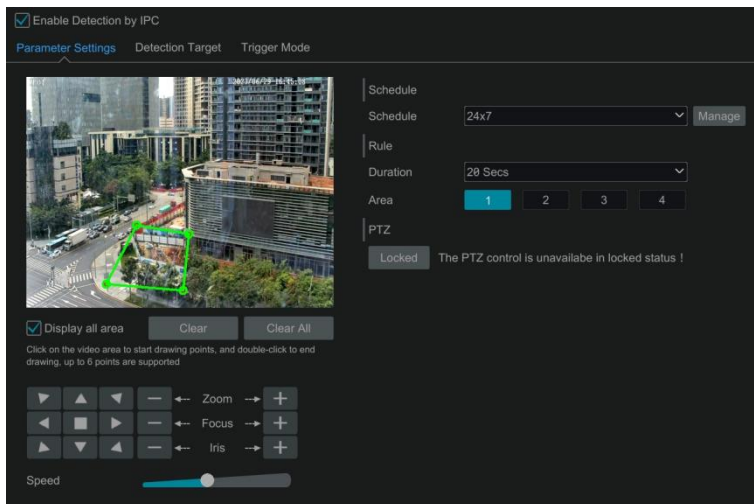 Enable Detection by IPC
Parameter Settings Detection Target Trigger Mode
Schedule
Schedule 24x7 Manage
Rule
Duration 20 Secs
Area 1 2 3 4
PTZ
Locked The PTZ control is unavailabe in locked status !
Display all area Clear Clear All
Click on the video area to start drawing points, and double-click to end
drawing, up to 6 points are supported
Zoom
Focus
Iris
Speed